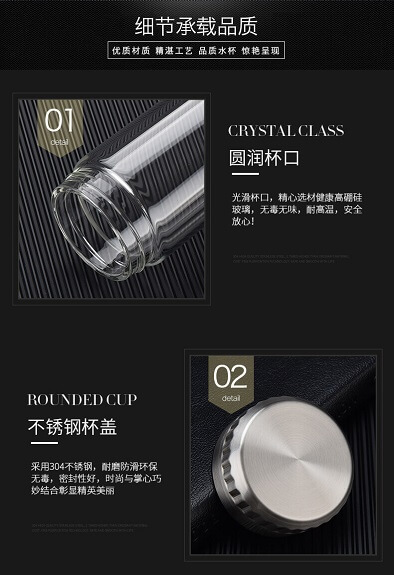 细节承载品质
优质材质 精湛工艺 品质水杯 惊艳呈现
01
detail
CRYSTAL CLASS
圆润杯口
光滑杯口，精心选材健康高硼硅
玻璃，无毒无味，耐高温，安全
放心！
02
detail
ROUNDED CUP
不锈钢杯盖
采用304不锈钢，耐磨防滑环保
无毒，密封性好，时尚与掌心巧
妙结合彰显精英美丽